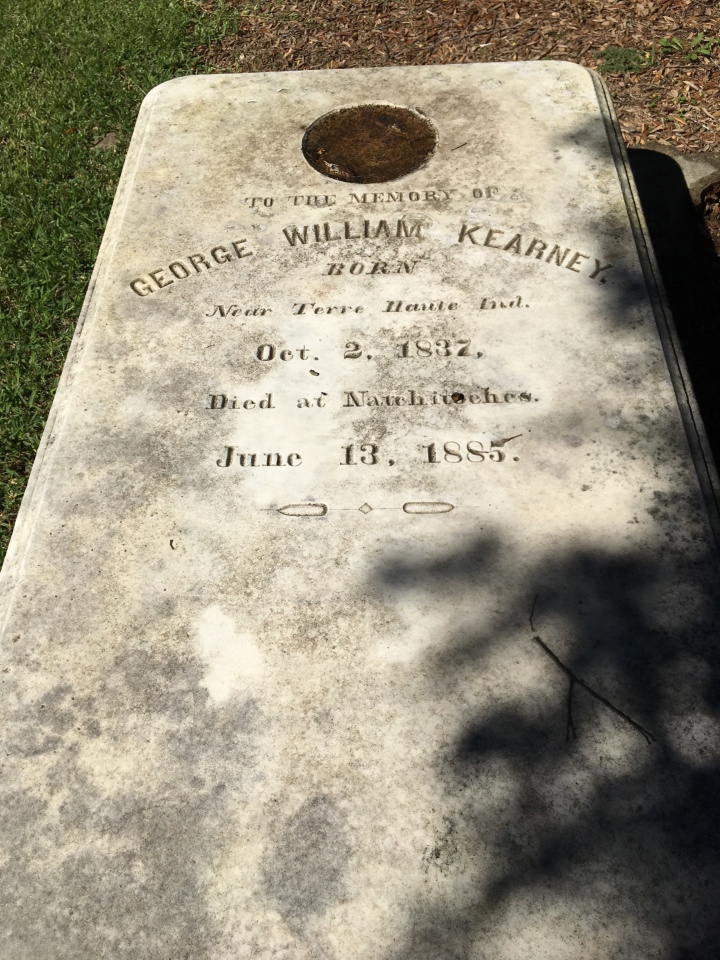 TO THE MEMORY OF
GEORGE WILLIAM KEARNEY.
BORN
Near Terre Haute Ind.
Oct. 2, 1837,
Died at Natchitoches.
June 13, 1885.